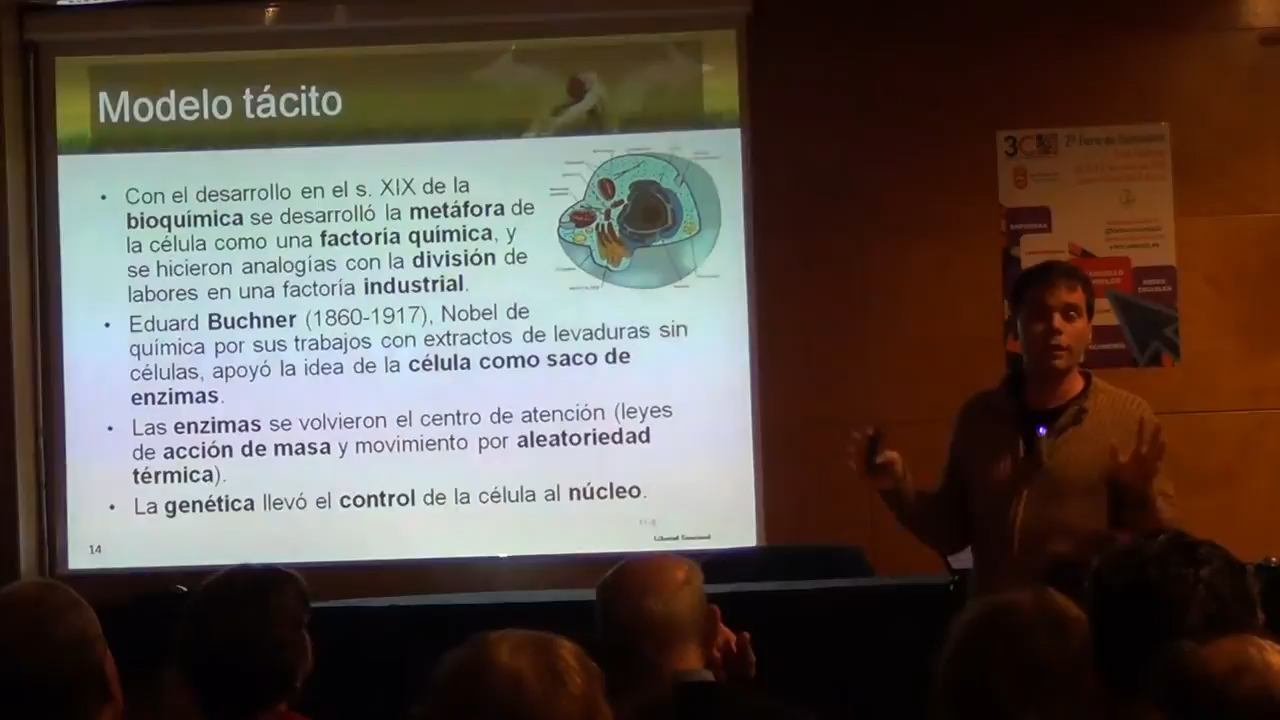 Modelo tácito
• Con el desarrollo en el s. XIX de la
bioquímica se desarrolló la metáfora de
la célula como una factoría química, y
se hicieron analogías con la división de
labores en una factoría industrial.
• Eduard Buchner (1860-1917), Nobel de
química por sus trabajos con extractos de levaduras sin
células, apoyó la idea de la célula como saco de
enzimas.
• Las enzimas se volvieron el centro de atención (leyes
de acción de masa y movimiento por aleatoriedad
térmica).
• La genética llevó el control de la célula al núcleo.
14
Libertad Emocional
3C